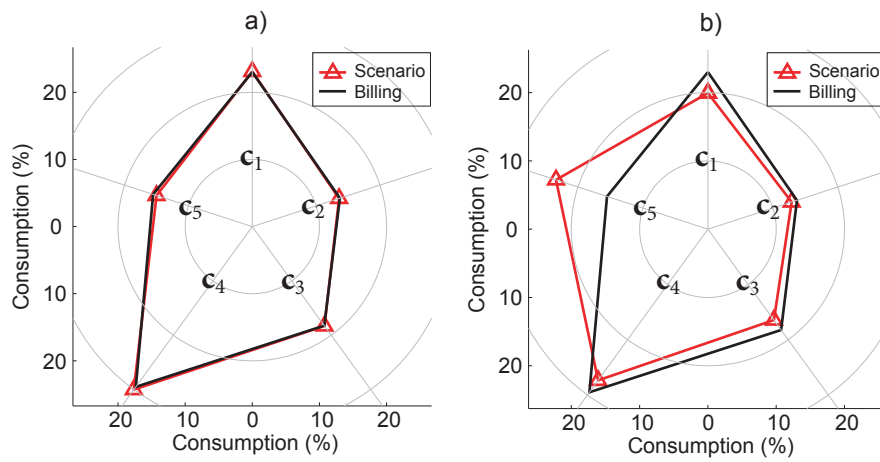 a)
Scenario
Billing
20
10
0
10
20
Consumption (%)
c1
c2
c3
c4
c5
20 10 0 10 20
Consumption (%)
b)
Scenario
Billing
20
10
0
10
20
Consumption (%)
c1
c2
c3
c4
c5
20 10 0 10 20
Consumption (%)